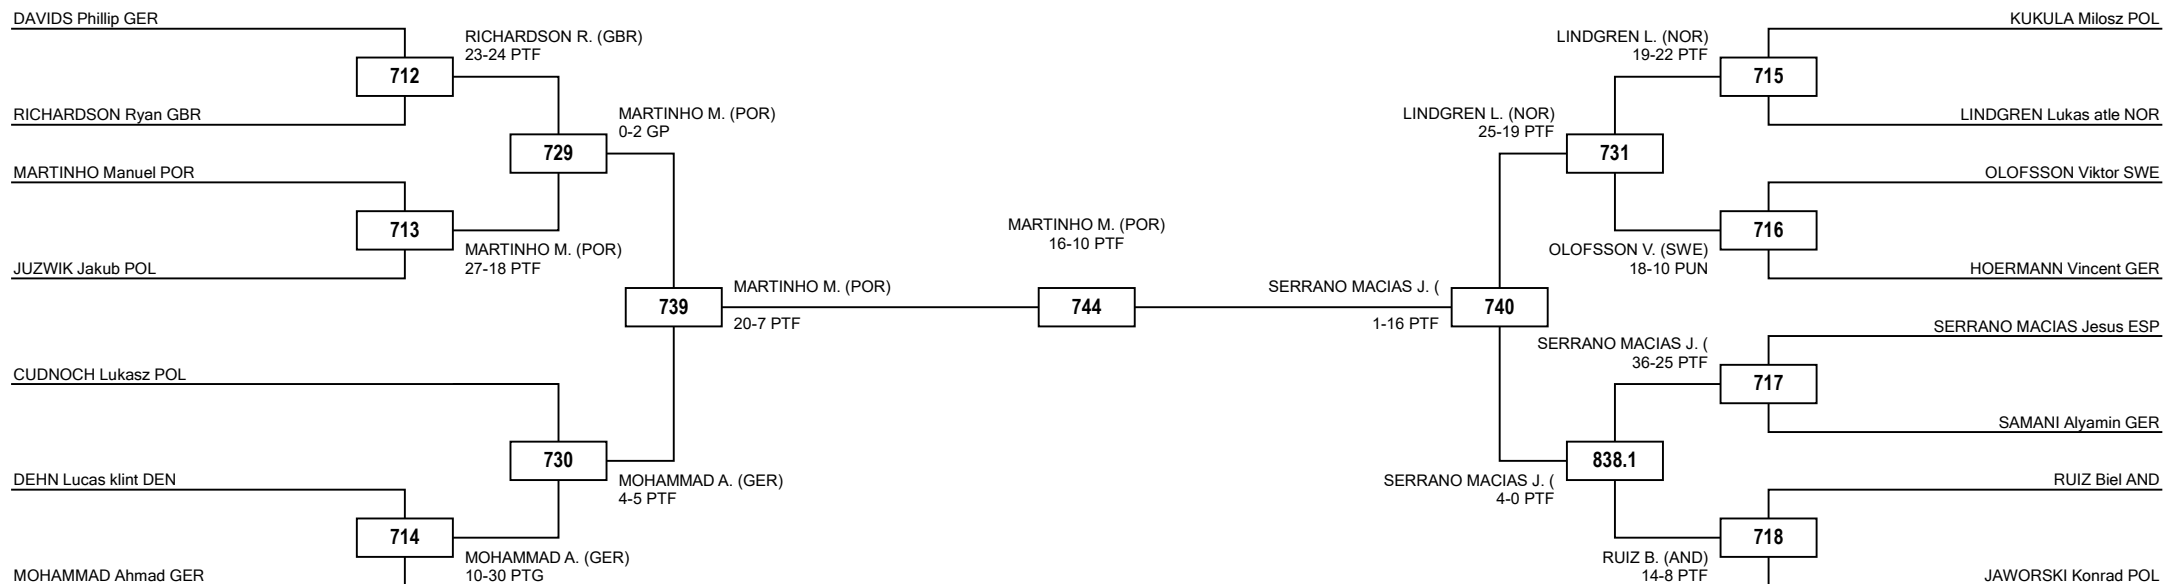 DAVIDS Phillip GER
RICHARDSON R. (GBR)
23-24 PTF
712
RICHARDSON Ryan GBR
MARTINHO M. (POR)
0-2 GP
729
MARTINHO Manuel POR
713
MARTINHO M. (POR)
27-18 PTF
JUZWIK Jakub POL
739
MARTINHO M. (POR)
20-7 PTF
CUDNOCH Lukasz POL
730
MOHAMMAD A. (GER)
4-5 PTF
DEHN Lucas klint DEN
714
MOHAMMAD A. (GER)
10-30 PTG
MOHAMMAD Ahmad GER
MARTINHO M. (POR)
16-10 PTF
744
KUKULA Milosz POL
LINDGREN L. (NOR)
19-22 PTF
715
LINDGREN Lukas atle NOR
LINDGREN L. (NOR)
25-19 PTF
731
OLOFSSON Viktor SWE
716
OLOFSSON V. (SWE)
18-10 PUN
HOERMANN Vincent GER
SERRANO MACIAS J. (
1-16 PTF
740
SERRANO MACIAS Jesus ESP
SERRANO MACIAS J. (
36-25 PTF
717
SAMANI Alyamin GER
838.1
SERRANO MACIAS J. (
4-0 PTF
RUIZ Biel AND
718
RUIZ B. (AND)
14-8 PTF
JAWORSKI Konrad POL